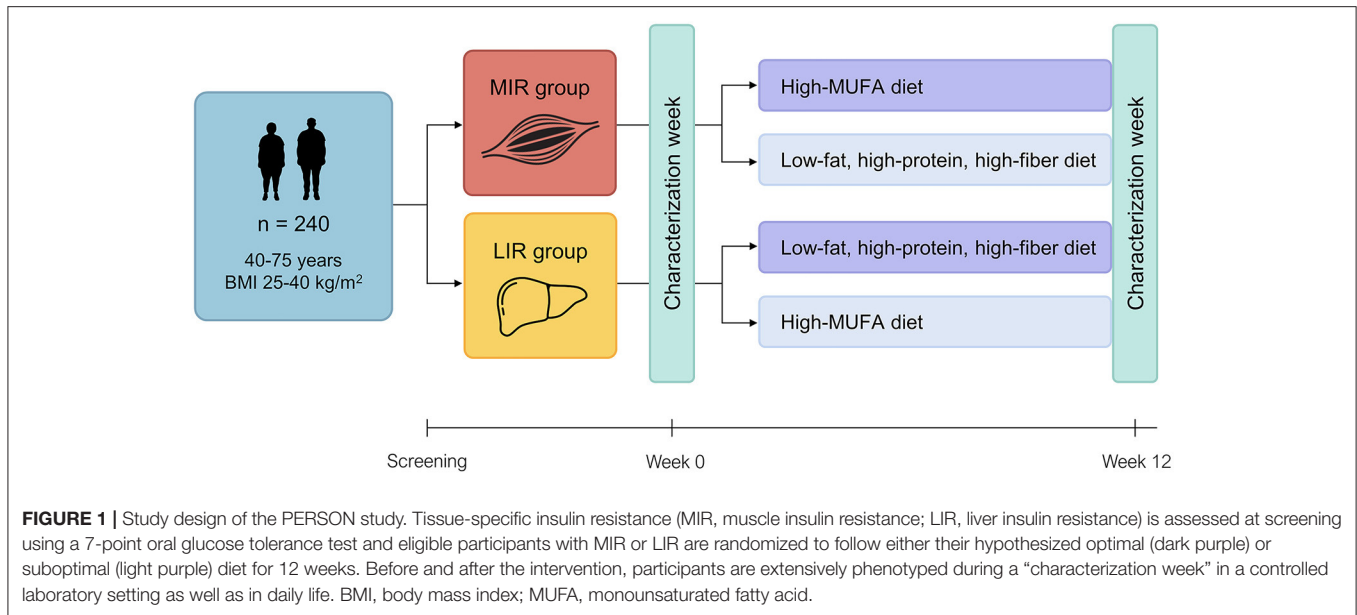 n = 240
40-75 years
BMI 25-40 kg/m²
MIR group
LIR group
Characterization week
High-MUFA diet
Low-fat, high-protein, high-fiber diet
Low-fat, high-protein, high-fiber diet
High-MUFA diet
Characterization week
Screening
Week 0
Week 12
FIGURE 1 | Study design of the PERSON study. Tissue-specific insulin resistance (MIR, muscle insulin resistance; LIR, liver insulin resistance) is assessed at screening
using a 7-point oral glucose tolerance test and eligible participants with MIR or LIR are randomized to follow either their hypothesized optimal (dark purple) or
suboptimal (light purple) diet for 12 weeks. Before and after the intervention, participants are extensively phenotyped during a “characterization week” in a controlled
laboratory setting as well as in daily life. BMI, body mass index; MUFA, monounsaturated fatty acid.